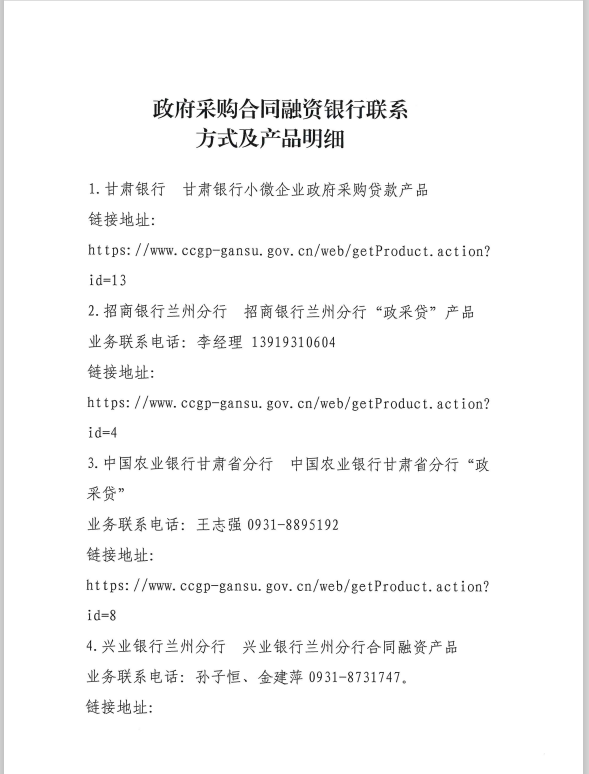 政府采购合同融资银行联系
方式及产品明细
1.甘肃银行　甘肃银行小微企业政府采购贷款产品
链接地址：
https://www.ccgp-gansu.gov.cn/web/getProduct.action?
id=13
2.招商银行兰州分行　招商银行兰州分行“政采贷”产品
业务联系电话：李经理 13919310604
链接地址：
https://www.ccgp-gansu.gov.cn/web/getProduct.action?
id=4
3.中国农业银行甘肃省分行　中国农业银行甘肃省分行“政
采贷”
业务联系电话：王志强 0931-8895192
链接地址：
https://www.ccgp-gansu.gov.cn/web/getProduct.action?
id=8
4.兴业银行兰州分行　兴业银行兰州分行合同融资产品
业务联系电话：孙子恒、金建萍 0931-8731747。
链接地址：